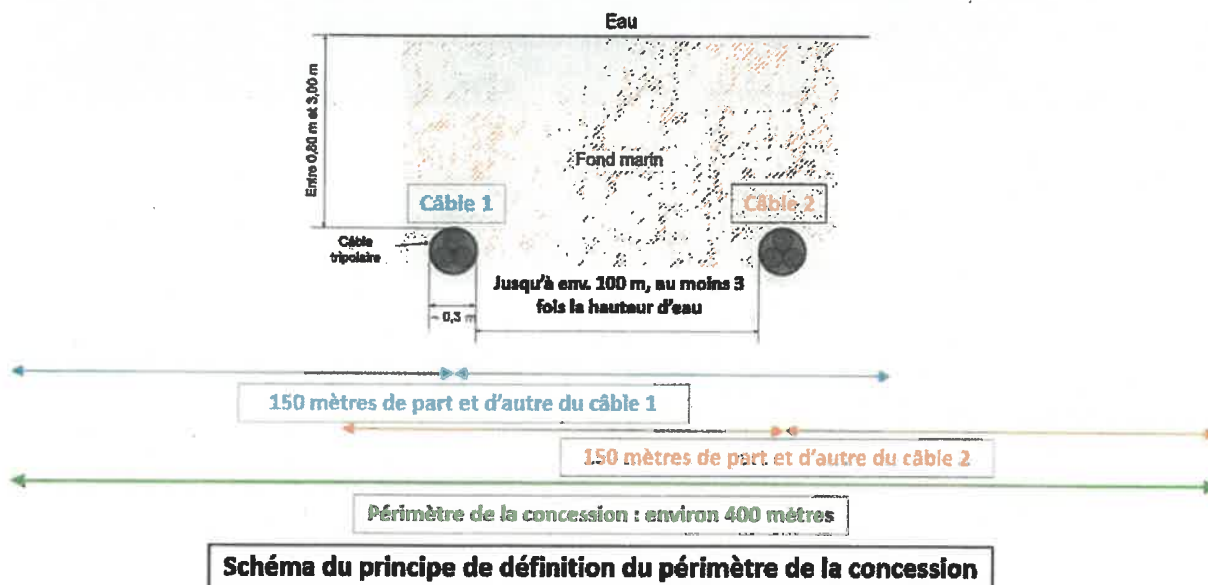 Eau
Entre 0,80 m et 3,00 m
Fond marin
Câble 1
Câble 2
Câble
tripolaire
Jusqu'à env. 100 m, au moins 3
fois la hauteur d'eau
~ 0,3 m
150 mètres de part et d'autre du câble 1
150 mètres de part et d'autre du câble 2
Périmètre de la concession : environ 400 mètres
Schéma du principe de définition du périmètre de la concession